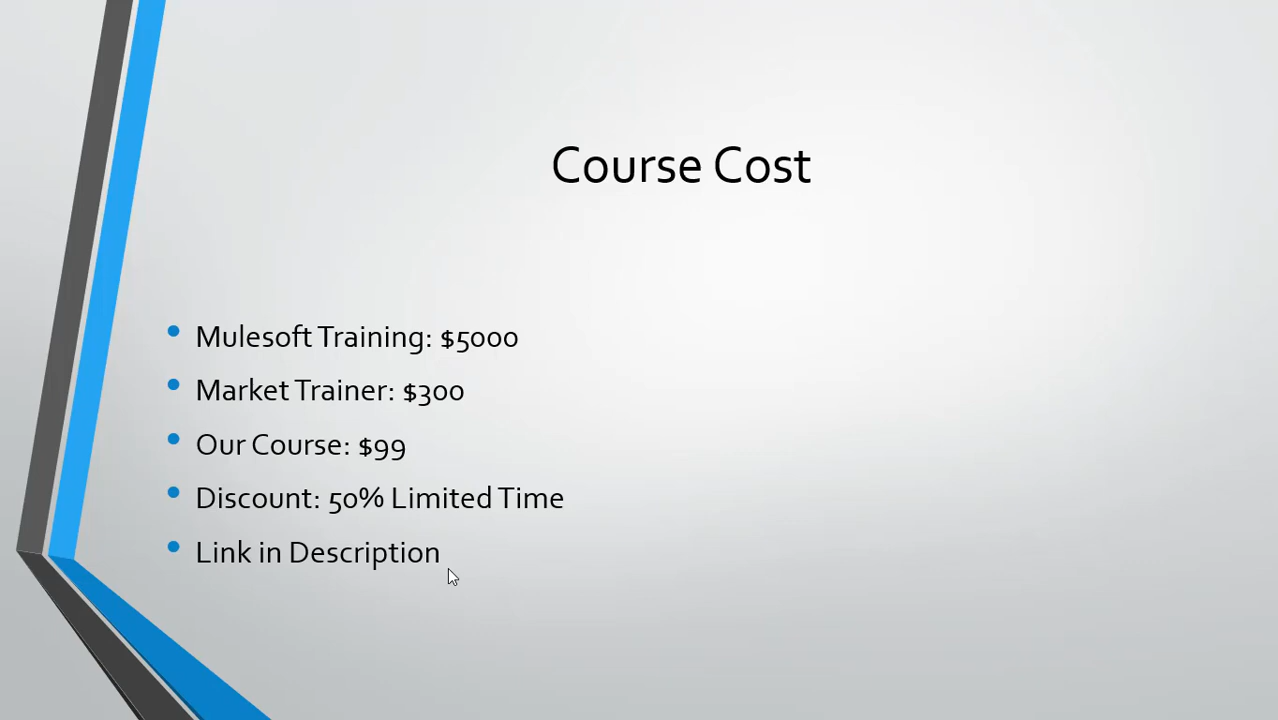 Course Cost
Mulesoft Training: $5000
Market Trainer: $300
Our Course: $99
Discount: 50% Limited Time
Link in Description